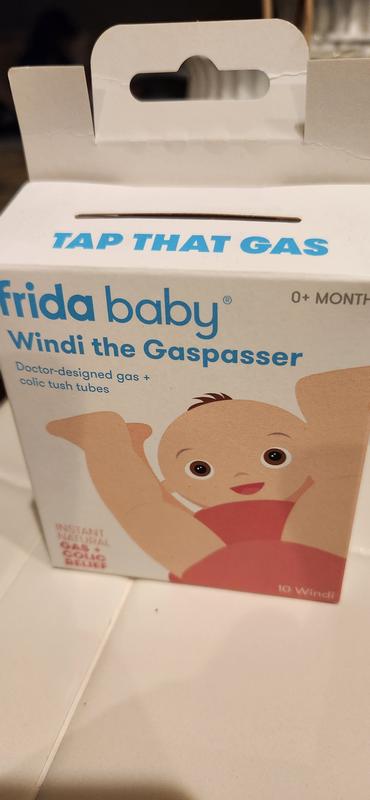 TAP THAT GAS
frida baby®
0+ MONTH
Windi the Gaspasser
Doctor-designed gas +
colic tush tubes
INSTANT
NATURAL
GAS +
COLIC
RELIEF
10 Windi